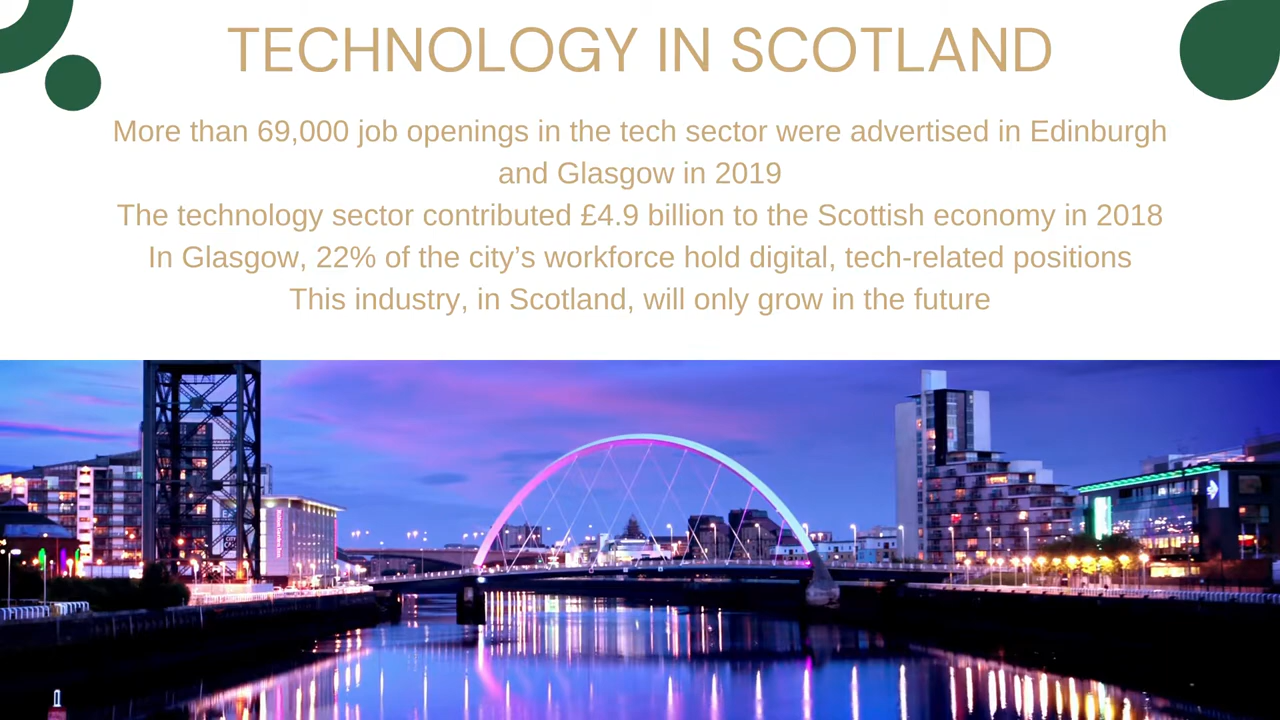 TECHNOLOGY IN SCOTLAND
More than 69,000 job openings in the tech sector were advertised in Edinburgh
and Glasgow in 2019
The technology sector contributed £4.9 billion to the Scottish economy in 2018
In Glasgow, 22% of the city’s workforce hold digital, tech-related positions
This industry, in Scotland, will only grow in the future